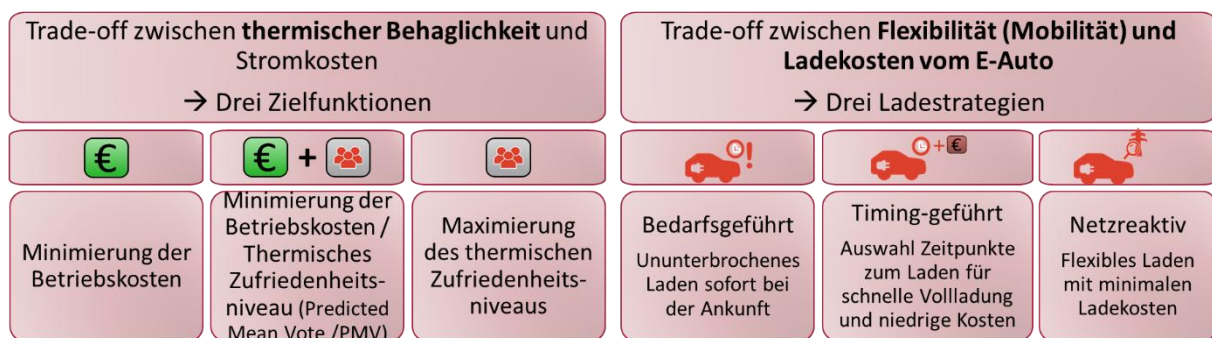 Trade-off zwischen thermischer Behaglichkeit und
Stromkosten
→ Drei Zielfunktionen
€
€ +
Minimierung der
Betriebskosten
Minimierung der
Betriebskosten /
Thermisches
Zufriedenheits-
niveau (Predicted
Mean Vote /PMV)
Maximierung
des thermischen
Zufriedenheits-
niveaus
Trade-off zwischen Flexibilität (Mobilität) und
Ladekosten vom E-Auto
→ Drei Ladestrategien
!
+ €
Bedarfsgeführt
Ununterbrochenes
Laden sofort bei
der Ankunft
Timing-geführt
Auswahl Zeitpunkte
zum Laden für
schnelle Vollladung
und niedrige Kosten
Netzreaktiv
Flexibles Laden
mit minimalen
Ladekosten